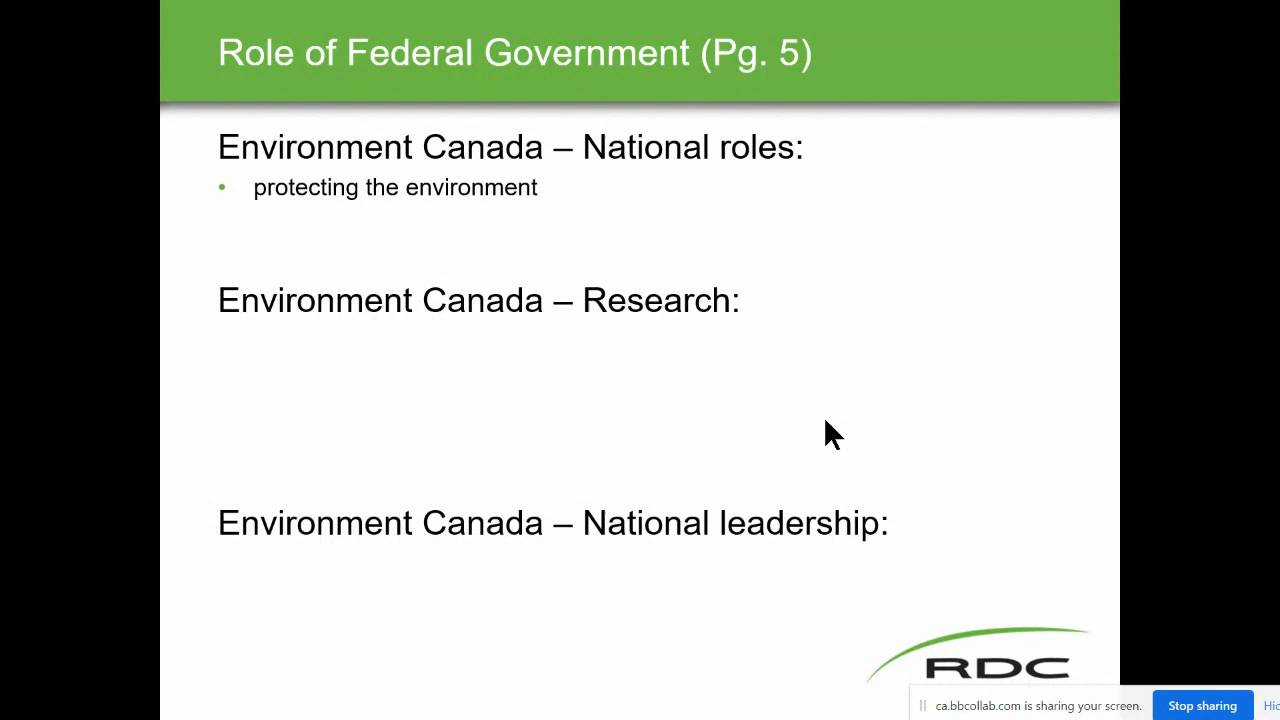 Role of Federal Government (Pg. 5)
Environment Canada – National roles:
• protecting the environment
Environment Canada – Research:
Environment Canada – National leadership:
RDC
ca.bbcollab.com is sharing your screen.
Stop sharing
Hid